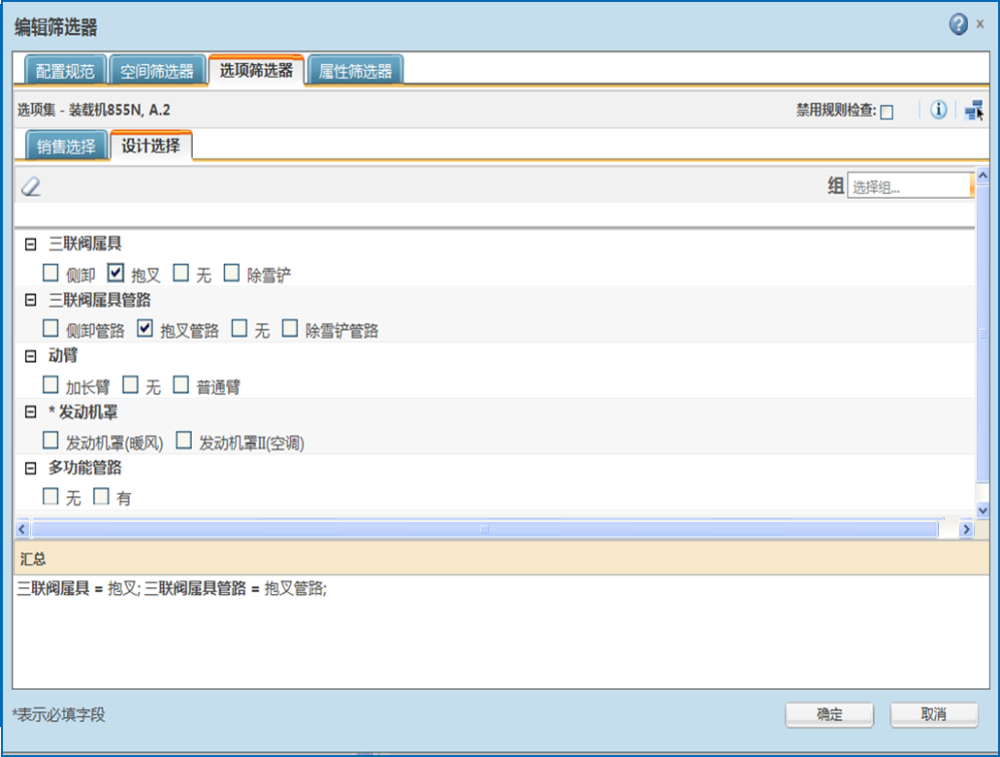 编辑筛选器
配置规范 空间筛选器 选项筛选器 属性筛选器
选项集 - 装载机855N, A.2 禁用规则检查:
销售选择 设计选择
组 选择组...
三联阀属具
侧卸 抱叉 无 除雪铲
三联阀属具管路
侧卸管路 抱叉管路 无 除雪铲管路
动臂
加长臂 无 普通臂
* 发动机罩
发动机罩(暖风) 发动机罩II(空调)
多功能管路
无 有
汇总
三联阀属具 = 抱叉; 三联阀属具管路 = 抱叉管路;
*表示必填字段 确定 取消